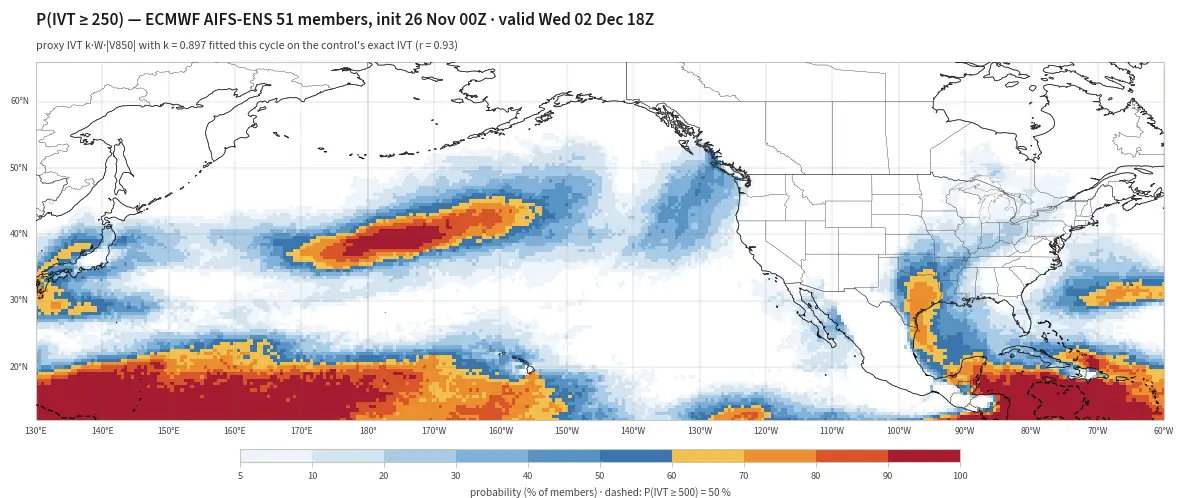 P(IVT ≥ 250) — ECMWF AIFS-ENS 51 members, init 26 Nov 00Z · valid Wed 02 Dec 18Z
proxy IVT k·W·|V850| with k = 0.897 fitted this cycle on the control's exact IVT (r = 0.93)
60°N
50°N
40°N
30°N
20°N
130°E 140°E 150°E 160°E 170°E 180° 170°W 160°W 150°W 140°W 130°W 120°W 110°W 100°W 90°W 80°W 70°W 60°W
5 10 20 30 40 50 60 70 80 90 100
probability (% of members) · dashed: P(IVT ≥ 500) = 50 %